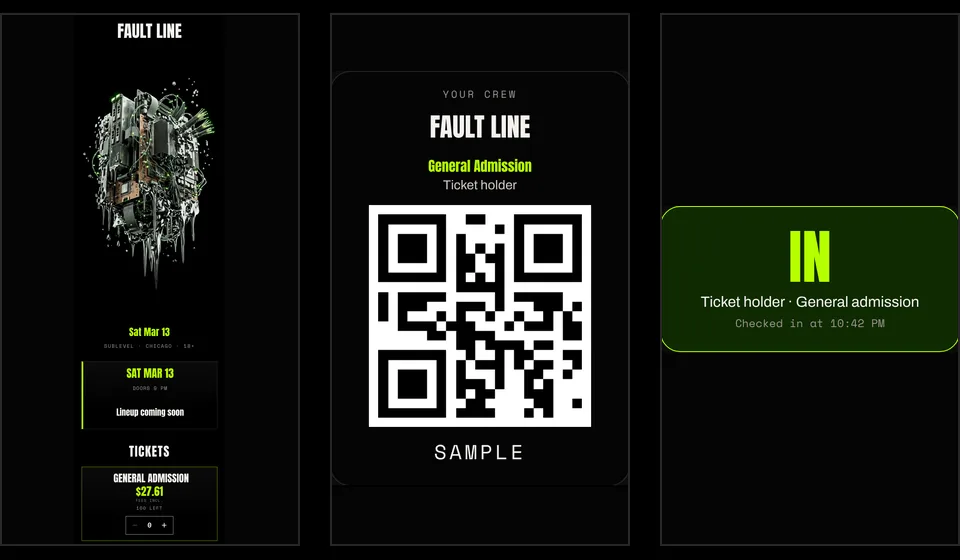 FAULT LINE
Sat Mar 13
SUBLEVEL · CHICAGO · 18+
SAT MAR 13
DOORS 8 PM
Lineup coming soon
TICKETS
GENERAL ADMISSION
$27.61
FEES INCL.
100 LEFT
− 0 +
YOUR CREW
FAULT LINE
General Admission
Ticket holder
SAMPLE
IN
Ticket holder · General admission
Checked in at 10:42 PM